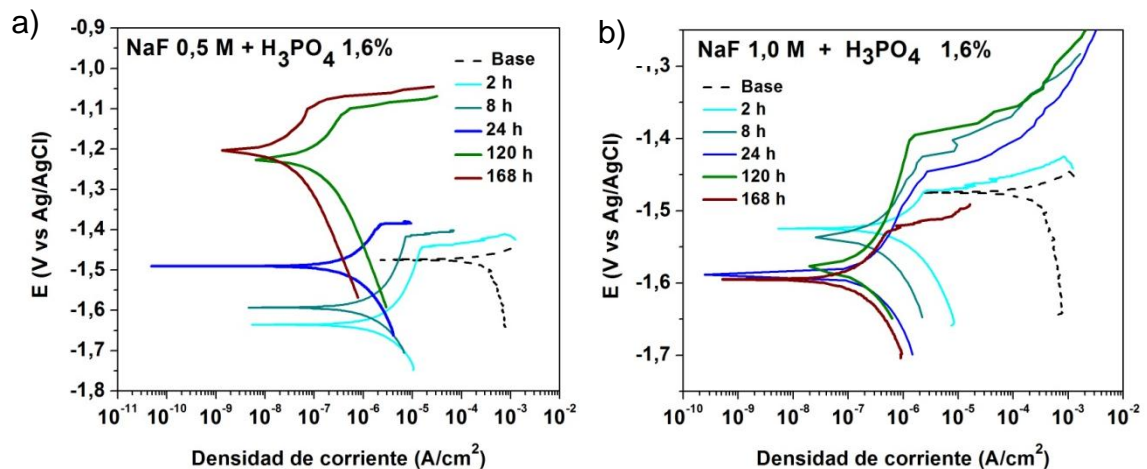 a)
NaF 0,5 M + H₃PO₄ 1,6%
Base
2 h
8 h
24 h
120 h
168 h
-0,9
-1,0
-1,1
-1,2
-1,3
-1,4
-1,5
-1,6
-1,7
-1,8
E (V vs Ag/AgCl)
10⁻¹¹ 10⁻¹⁰ 10⁻⁹ 10⁻⁸ 10⁻⁷ 10⁻⁶ 10⁻⁵ 10⁻⁴ 10⁻³ 10⁻²
Densidad de corriente (A/cm²)
b)
NaF 1,0 M + H₃PO₄ 1,6%
Base
2 h
8 h
24 h
120 h
168 h
-1,3
-1,4
-1,5
-1,6
-1,7
E (V vs Ag/AgCl)
10⁻¹⁰ 10⁻⁹ 10⁻⁸ 10⁻⁷ 10⁻⁶ 10⁻⁵ 10⁻⁴ 10⁻³ 10⁻²
Densidad de corriente (A/cm²)